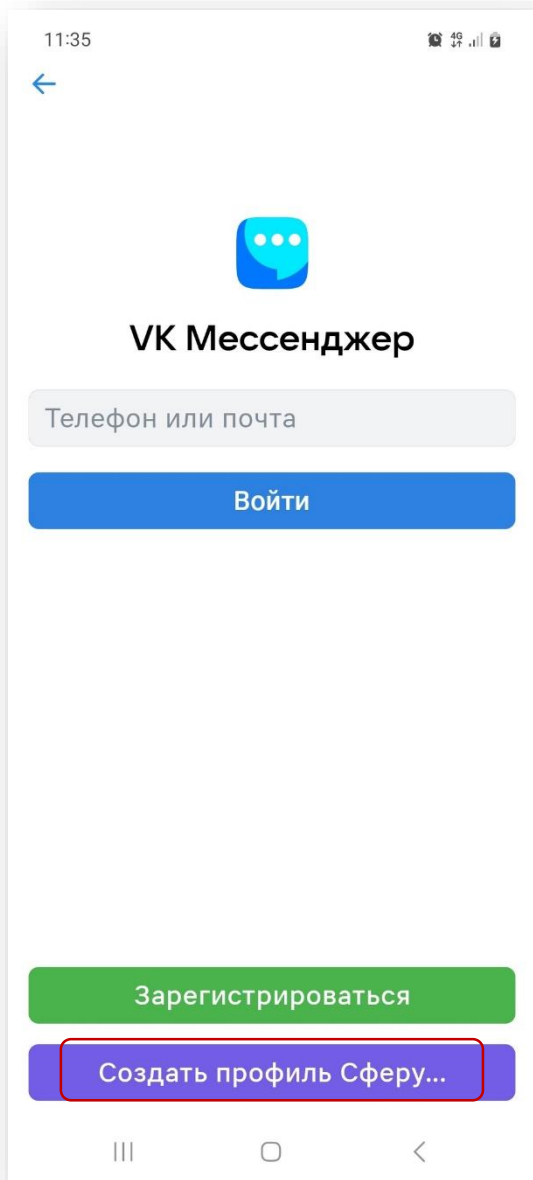 11:35
4G
VK Мессенджер
Телефон или почта
Войти
Зарегистрироваться
Создать профиль Сферу...